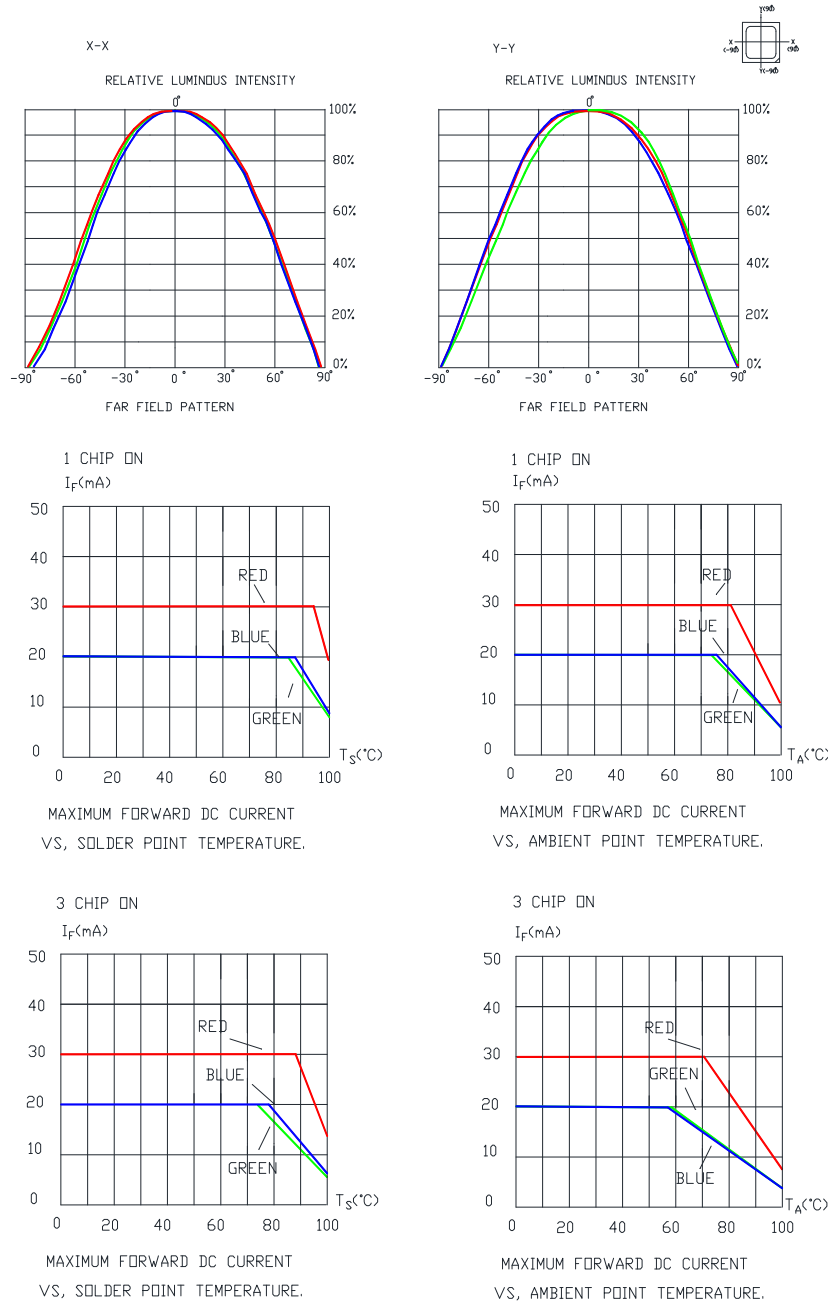 X-X
RELATIVE LUMINOUS INTENSITY
0°
100%
80%
60%
40%
20%
0%
-90° -60° -30° 0° 30° 60° 90°
FAR FIELD PATTERN
Y-Y
Y(90°)
X(-90°) X(90°)
Y(-90°)
RELATIVE LUMINOUS INTENSITY
0°
100%
80%
60%
40%
20%
0%
-90° -60° -30° 0° 30° 60° 90°
FAR FIELD PATTERN
1 CHIP ON
IF(mA)
50
40
RED
30
BLUE
20
10
GREEN
0
TS(°C)
0 20 40 60 80 100
MAXIMUM FORWARD DC CURRENT
VS, SOLDER POINT TEMPERATURE.
1 CHIP ON
IF(mA)
50
40
RED
30
BLUE
20
10
GREEN
0
TA(°C)
0 20 40 60 80 100
MAXIMUM FORWARD DC CURRENT
VS, AMBIENT POINT TEMPERATURE.
3 CHIP ON
IF(mA)
50
40
RED
30
BLUE
20
10
GREEN
0
TS(°C)
0 20 40 60 80 100
MAXIMUM FORWARD DC CURRENT
VS, SOLDER POINT TEMPERATURE.
3 CHIP ON
IF(mA)
50
40
RED
30
GREEN
20
10
BLUE
0
TA(°C)
0 20 40 60 80 100
MAXIMUM FORWARD DC CURRENT
VS, AMBIENT POINT TEMPERATURE.